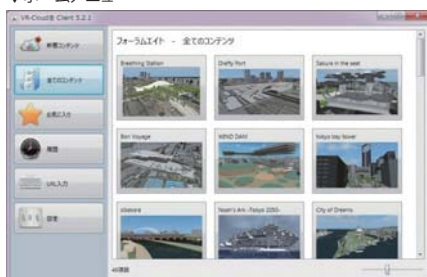 VR-Cloud® Client 5.2.1
新着コンテンツ
全てのコンテンツ
お気に入り
履歴
URL入力
設定
フォーラムエイト - 全てのコンテンツ
Breathing Station
Drafty Port
Sakura in the seat
Bon Voyage
WIND DAM
tokyo bay tower
Noah's Ark -Tokyo 2050-
City of Dreams